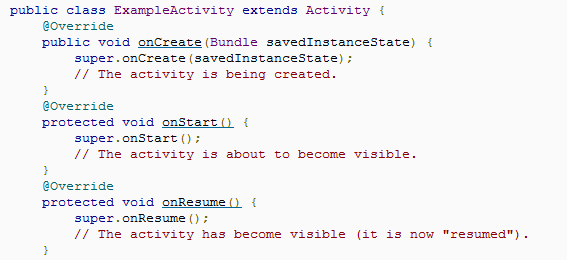 public class ExampleActivity extends Activity {
    @Override
    public void onCreate(Bundle savedInstanceState) {
        super.onCreate(savedInstanceState);
        // The activity is being created.
    }
    @Override
    protected void onStart() {
        super.onStart();
        // The activity is about to become visible.
    }
    @Override
    protected void onResume() {
        super.onResume();
        // The activity has become visible (it is now "resumed").
    }